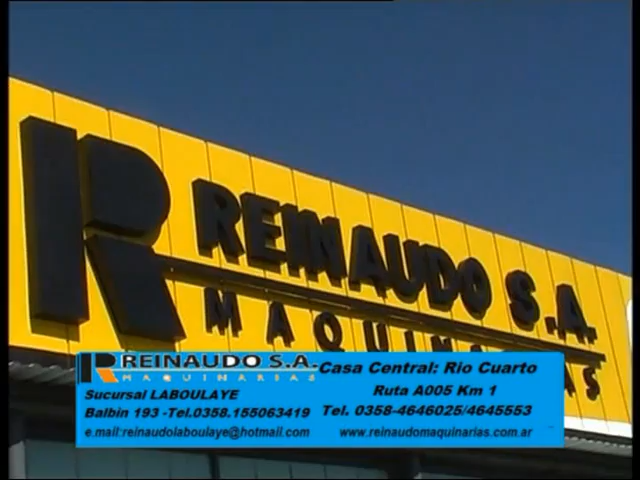 R REINAUDO S.A.
MAQUINARIAS
R REINAUDO S.A.
MAQUINARIAS
Sucursal LABOULAYE
Balbin 193 -Tel.0358.155063419
e.mail:reinaudolaboulaye@hotmail.com
Casa Central: Rio Cuarto
Ruta A005 Km 1
Tel. 0358-4646025/4645553
www.reinaudomaquinarias.com.ar